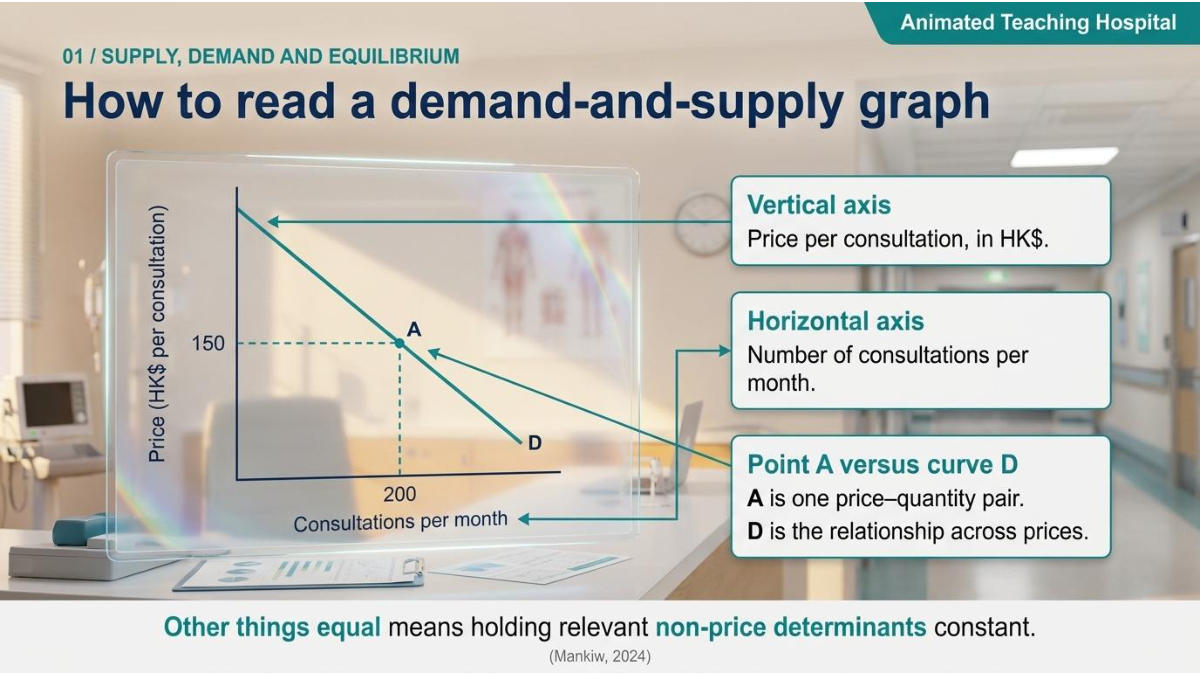 Animated Teaching Hospital
01 / SUPPLY, DEMAND AND EQUILIBRIUM
How to read a demand-and-supply graph
Price (HK$ per consultation)
150
A
D
200
Consultations per month
Vertical axis
Price per consultation, in HK$.
Horizontal axis
Number of consultations per
month.
Point A versus curve D
A is one price–quantity pair.
D is the relationship across prices.
Other things equal means holding relevant non-price determinants constant.
(Mankiw, 2024)